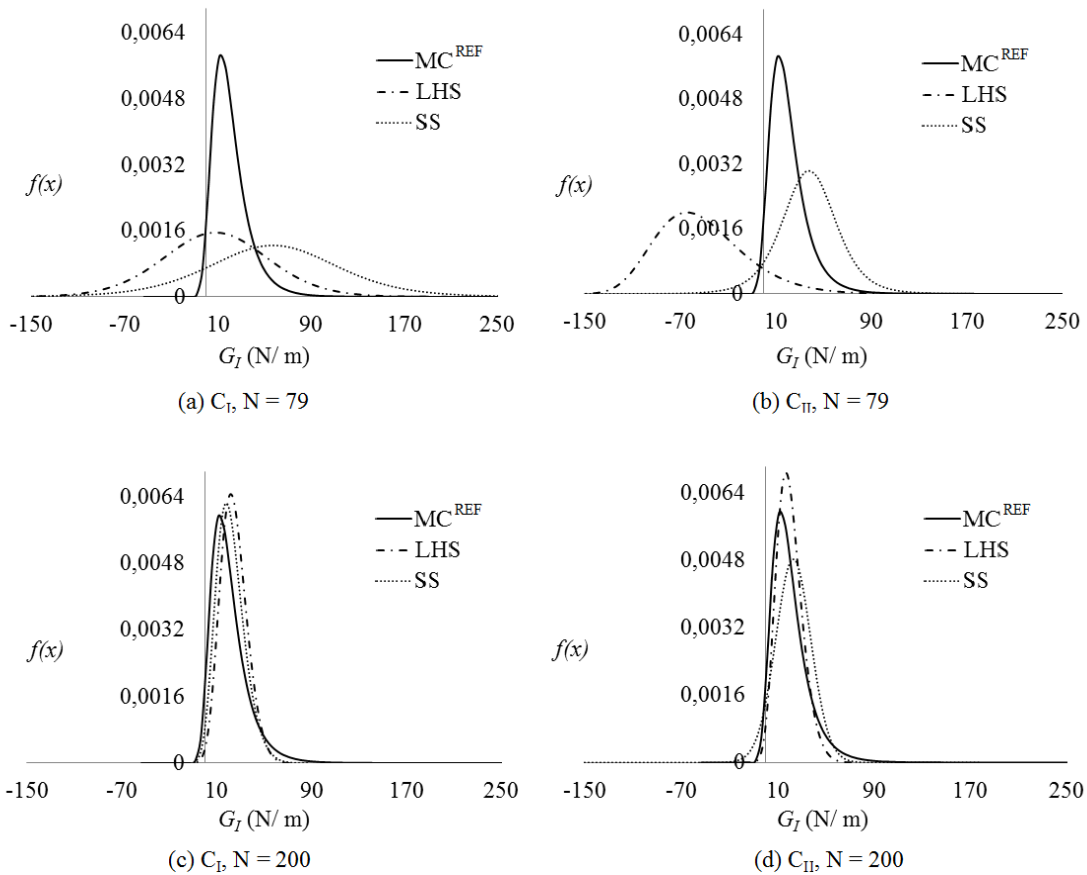 0,0064
0,0048
0,0032
0,0016
0
f(x)
MC^REF
LHS
SS
-150 -70 10 90 170 250
G_I (N/ m)
(a) C_I, N = 79
0,0064
0,0048
0,0032
0,0016
0
f(x)
MC^REF
LHS
SS
-150 -70 10 90 170 250
G_I (N/ m)
(b) C_II, N = 79
0,0064
0,0048
0,0032
0,0016
0
f(x)
MC^REF
LHS
SS
-150 -70 10 90 170 250
G_I (N/ m)
(c) C_I, N = 200
0,0064
0,0048
0,0032
0,0016
0
f(x)
MC^REF
LHS
SS
-150 -70 10 90 170 250
G_I (N/ m)
(d) C_II, N = 200